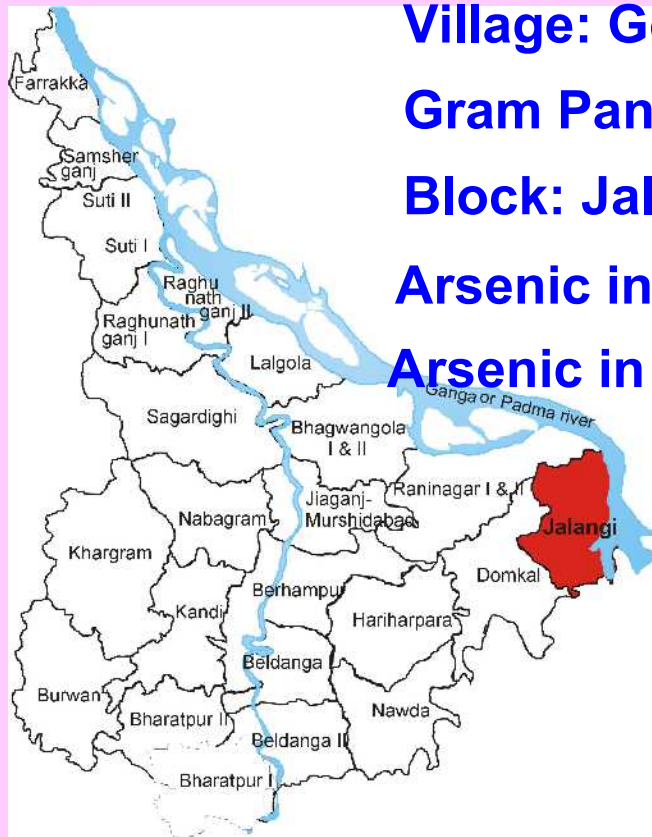 Village: G
Gram Pan
Block: Jal
Arsenic in
Arsenic in
Farrakka
Samsher
ganj
Suti II
Suti I
Raghu
nath
ganj II
Raghunath
ganj I
Lalgola
Ganga or Padma river
Sagardighi
Bhagwangola
I & II
Raninagar I & II
Jiaganj-
Murshidabad
Nabagram
Jalangi
Khargram
Domkal
Berhampur
Kandi
Hariharpara
Beldanga I
Burwan
Nawda
Bharatpur II
Beldanga II
Bharatpur I